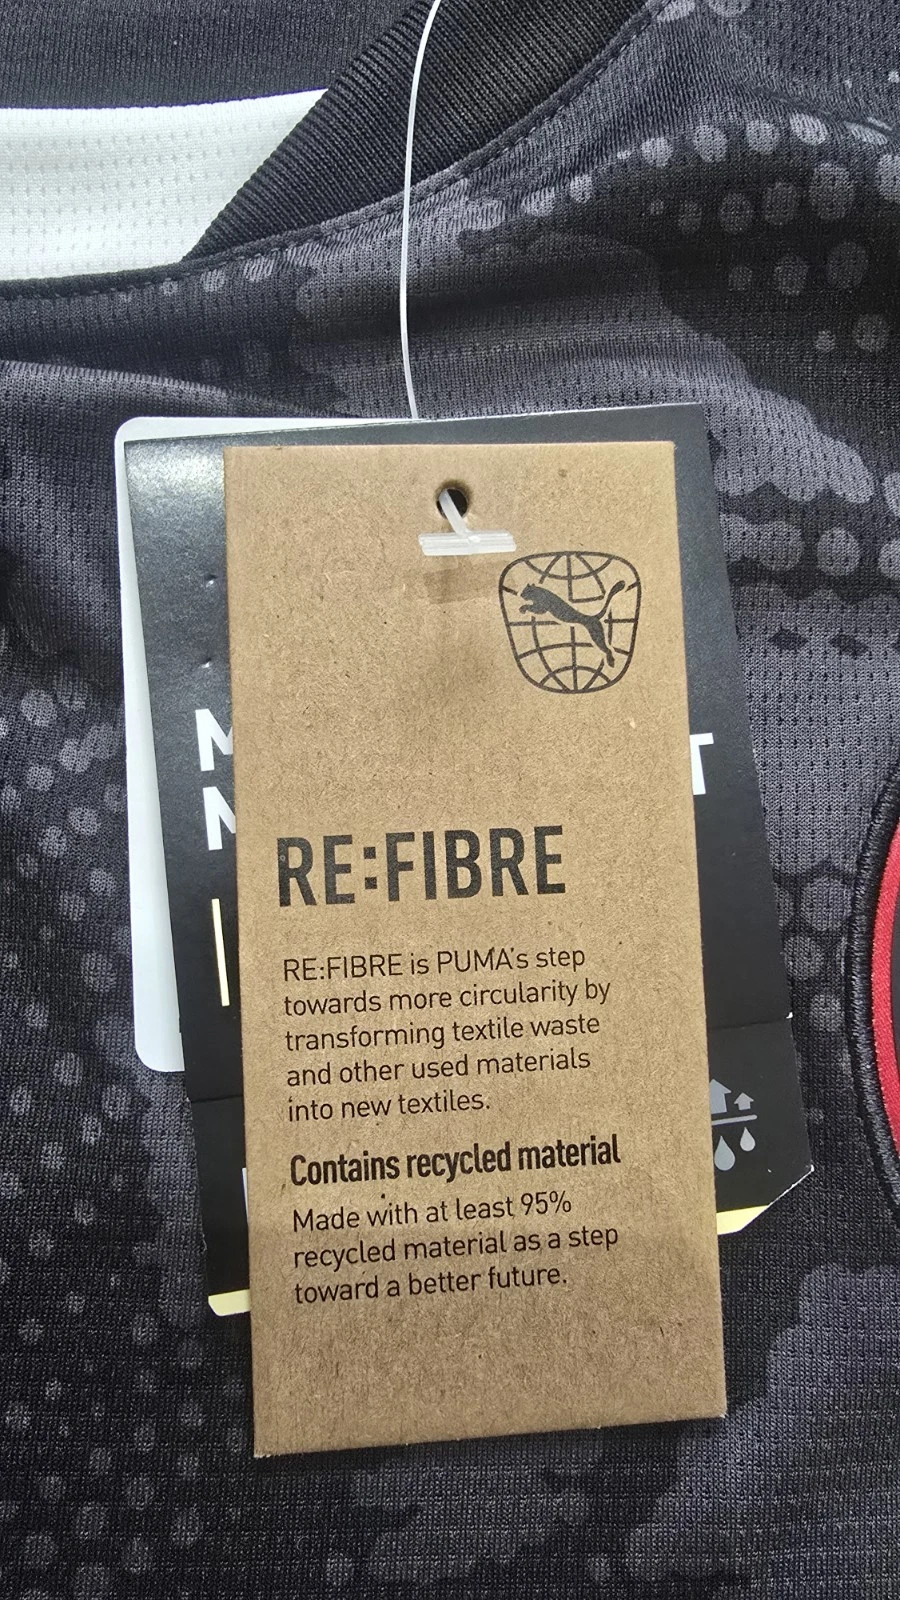 RE:FIBRE
RE:FIBRE is PUMA's step
towards more circularity by
transforming textile waste
and other used materials
into new textiles.
Contains recycled material
Made with at least 95%
recycled material as a step
toward a better future.